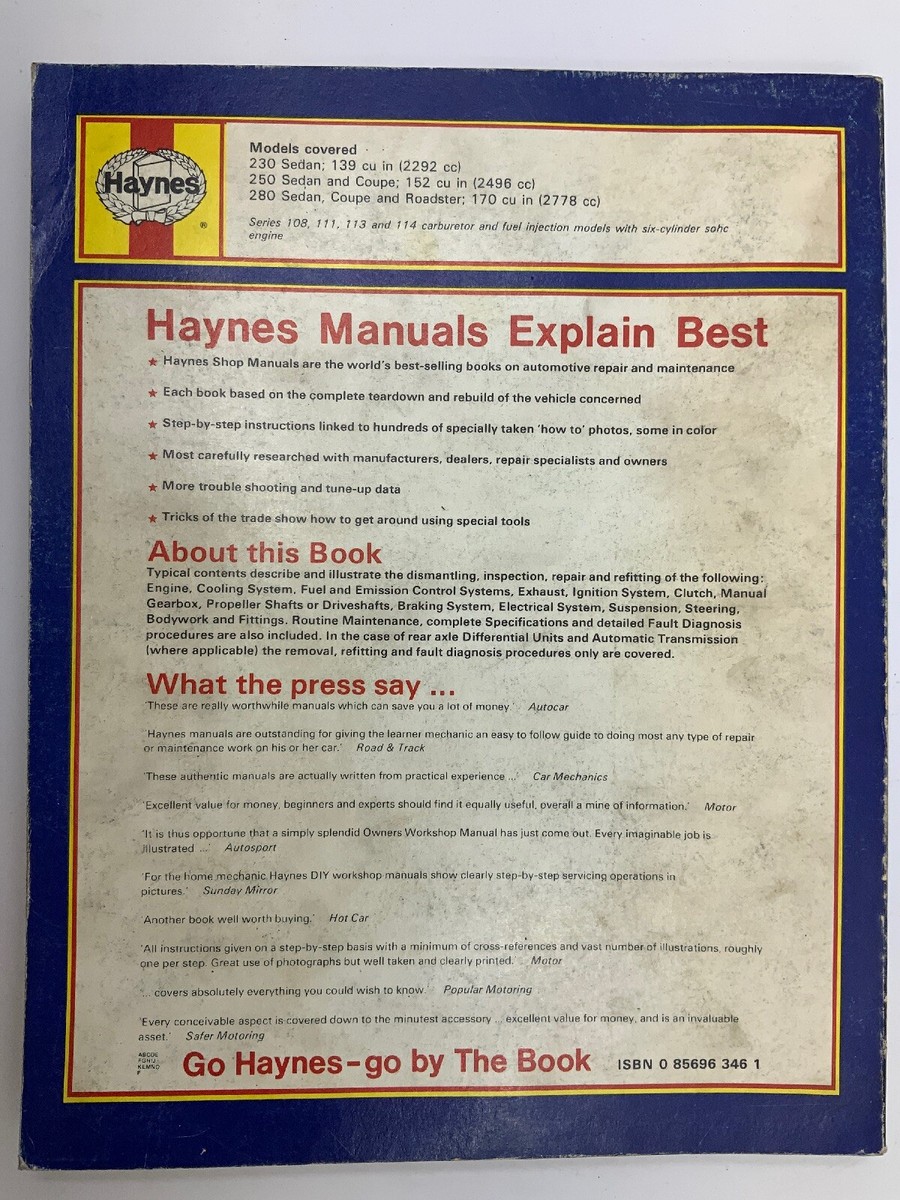 Haynes
®
Models covered
230 Sedan; 139 cu in (2292 cc)
250 Sedan and Coupe; 152 cu in (2496 cc)
280 Sedan, Coupe and Roadster; 170 cu in (2778 cc)
Series 108, 111, 113 and 114 carburetor and fuel injection models with six-cylinder sohc
engine
Haynes Manuals Explain Best
★ Haynes Shop Manuals are the world's best-selling books on automotive repair and maintenance
★ Each book based on the complete teardown and rebuild of the vehicle concerned
★ Step-by-step instructions linked to hundreds of specially taken 'how to' photos, some in color
★ Most carefully researched with manufacturers, dealers, repair specialists and owners
★ More trouble shooting and tune-up data
★ Tricks of the trade show how to get around using special tools
About this Book
Typical contents describe and illustrate the dismantling, inspection, repair and refitting of the following:
Engine, Cooling System, Fuel and Emission Control Systems, Exhaust, Ignition System, Clutch, Manual
Gearbox, Propeller Shafts or Driveshafts, Braking System, Electrical System, Suspension, Steering,
Bodywork and Fittings. Routine Maintenance, complete Specifications and detailed Fault Diagnosis
procedures are also included. In the case of rear axle Differential Units and Automatic Transmission
(where applicable) the removal, refitting and fault diagnosis procedures only are covered.
What the press say ...
'These are really worthwhile manuals which can save you a lot of money.' Autocar
'Haynes manuals are outstanding for giving the learner mechanic an easy to follow guide to doing most any type of repair
or maintenance work on his or her car.' Road & Track
'These authentic manuals are actually written from practical experience ...' Car Mechanics
'Excellent value for money, beginners and experts should find it equally useful, overall a mine of information.' Motor
'It is thus opportune that a simply splendid Owners Workshop Manual has just come out. Every imaginable job is
illustrated ...' Autosport
'For the home mechanic Haynes DIY workshop manuals show clearly step-by-step servicing operations in
pictures.' Sunday Mirror
'Another book well worth buying.' Hot Car
'All instructions given on a step-by-step basis with a minimum of cross-references and vast number of illustrations, roughly
one per step. Great use of photographs but well taken and clearly printed.' Motor
'... covers absolutely everything you could wish to know.' Popular Motoring
'Every conceivable aspect is covered down to the minutest accessory ... excellent value for money, and is an invaluable
asset.' Safer Motoring
ABCDE
FGHIJ
KLMNO
P
Go Haynes–go by The Book
ISBN 0 85696 346 1